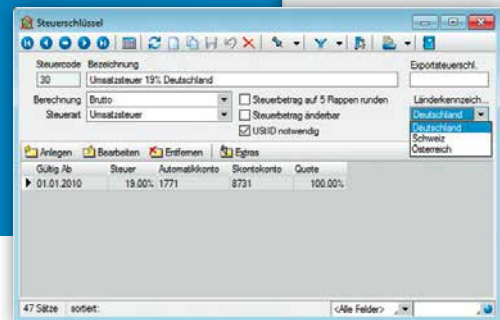 Steuerschlüssel
Steuercode Bezeichnung Exportsteuerschl.
30 Umsatzsteuer 19% Deutschland
Berechnung Brutto Steuerbetrag auf 5 Rappen runden Länderkennzeich...
Steuerart Umsatzsteuer Steuerbetrag änderbar Deutschland
UStID notwendig Deutschland
Schweiz
Österreich
Anlegen Bearbeiten Entfernen Extras
Gültig Ab Steuer Automatikkonto Skontokonto Quote
01.01.2010 19.00% 1771 8731 100.00%
47 Sätze sortiert: <Alle Felder>